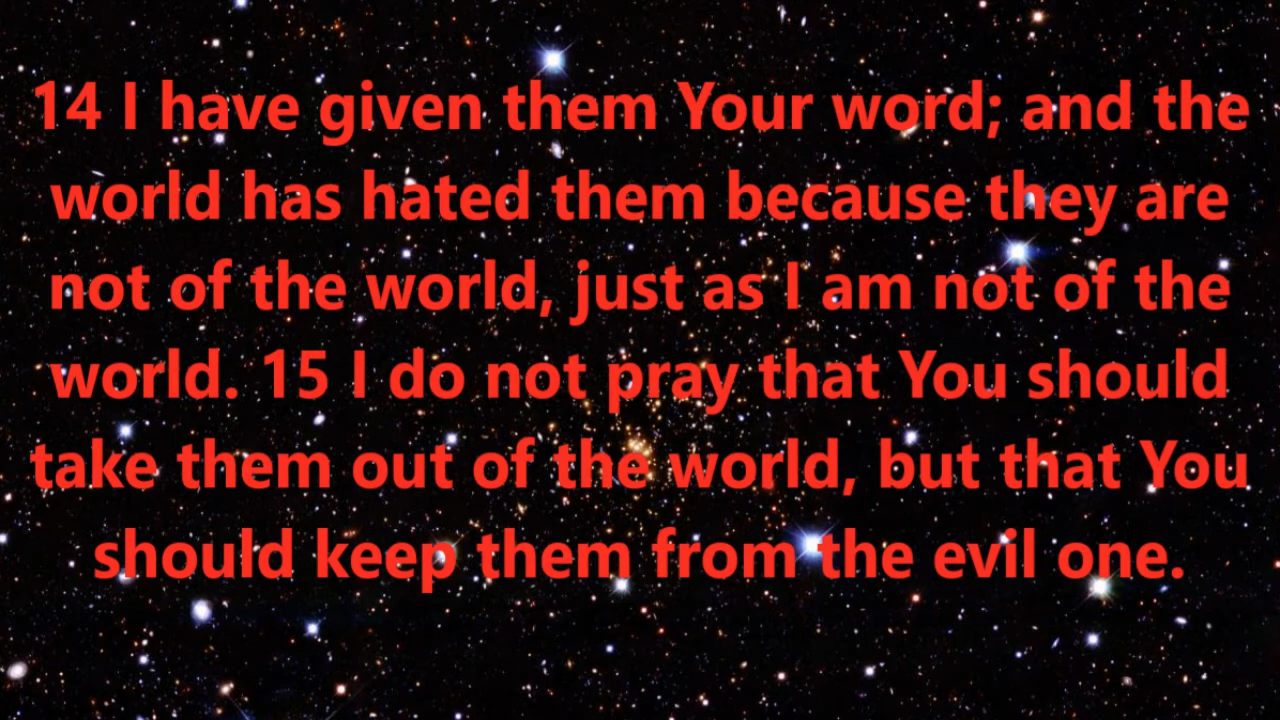 14 I have given them Your word; and the
world has hated them because they are
not of the world, just as I am not of the
world. 15 I do not pray that You should
take them out of the world, but that You
should keep them from the evil one.